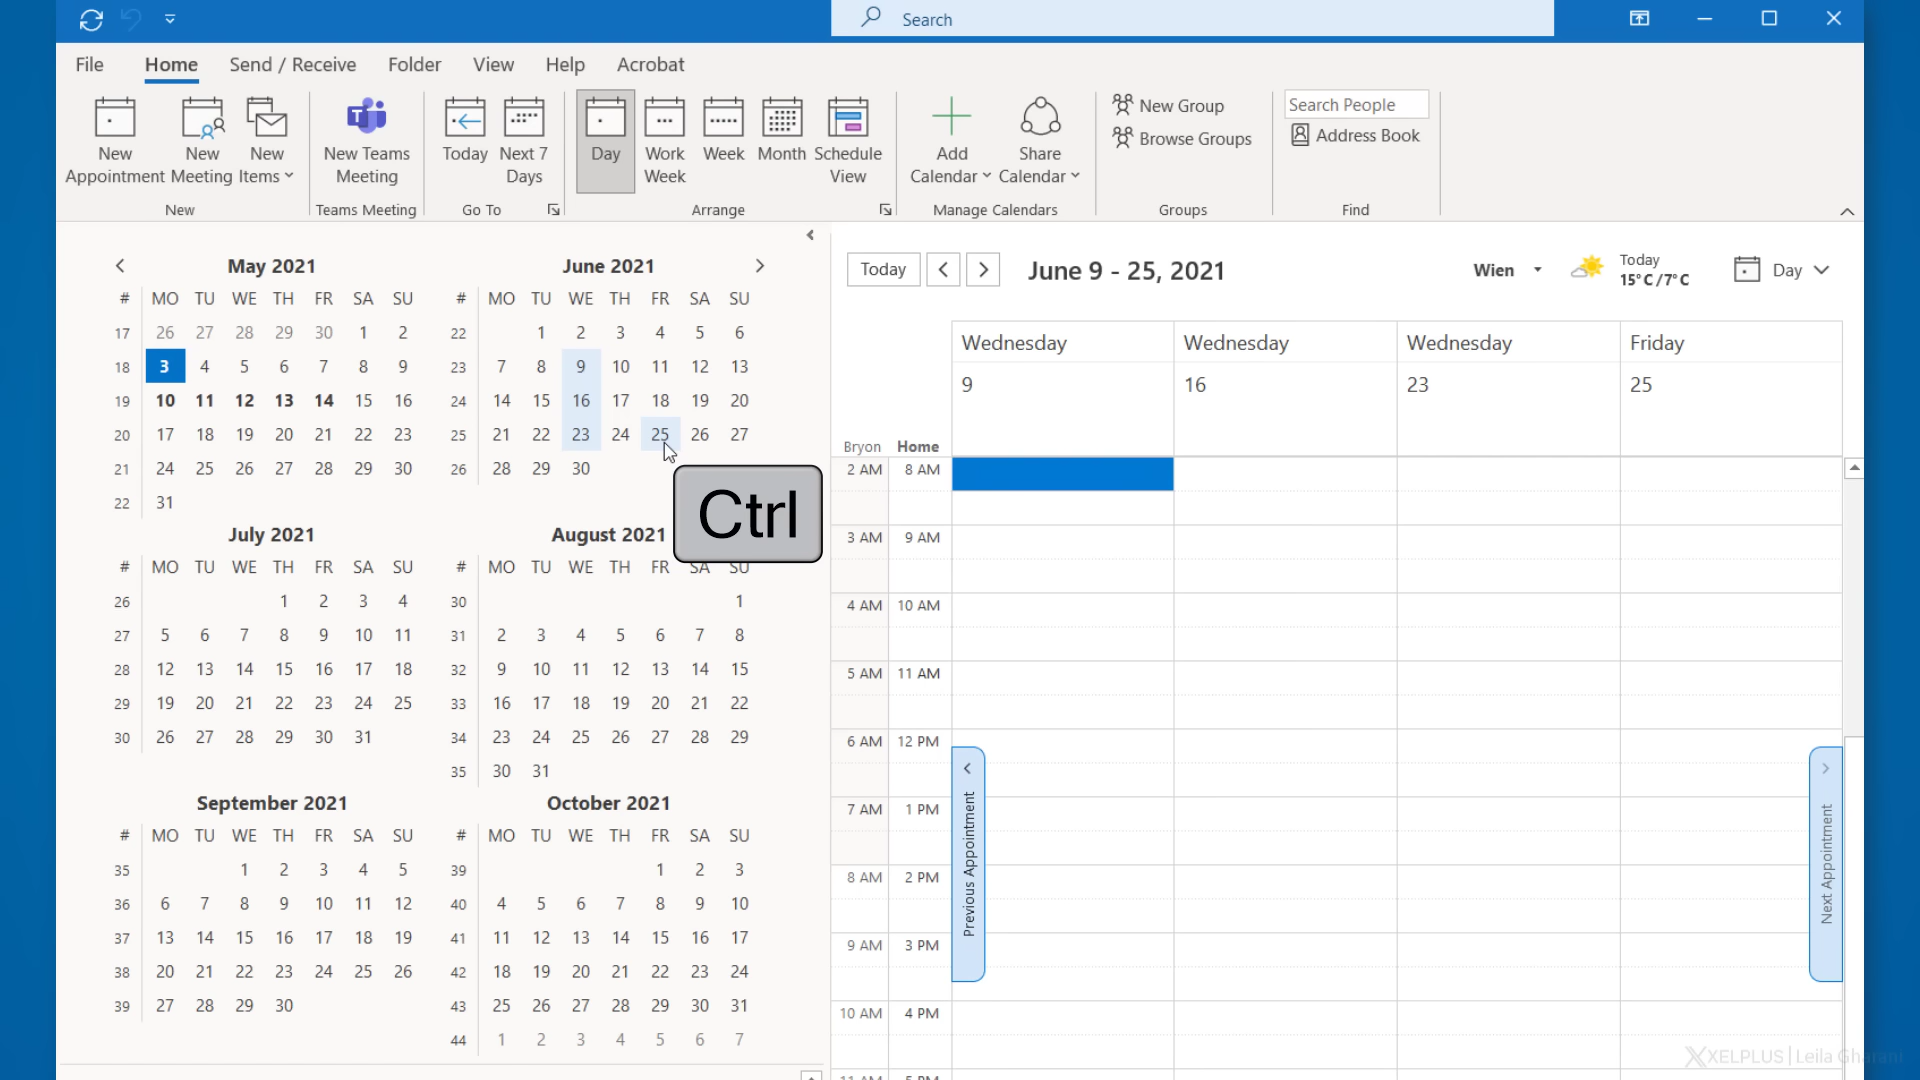 Search
File Home Send / Receive Folder View Help Acrobat
New Appointment
New Meeting
New Items
New Teams Meeting
Today
Next 7 Days
Day
Work Week
Week
Month
Schedule View
Add Calendar
Share Calendar
New Group
Browse Groups
Search People
Address Book
New
Teams Meeting
Go To
Arrange
Manage Calendars
Groups
Find
May 2021
# MO TU WE TH FR SA SU
17 26 27 28 29 30 1 2
18 3 4 5 6 7 8 9
19 10 11 12 13 14 15 16
20 17 18 19 20 21 22 23
21 24 25 26 27 28 29 30
22 31
June 2021
# MO TU WE TH FR SA SU
22 1 2 3 4 5 6
23 7 8 9 10 11 12 13
24 14 15 16 17 18 19 20
25 21 22 23 24 25 26 27
26 28 29 30
Ctrl
July 2021
# MO TU WE TH FR SA SU
26 1 2 3 4
27 5 6 7 8 9 10 11
28 12 13 14 15 16 17 18
29 19 20 21 22 23 24 25
30 26 27 28 29 30 31
August 2021
# MO TU WE TH FR SA SU
30 1
31 2 3 4 5 6 7 8
32 9 10 11 12 13 14 15
33 16 17 18 19 20 21 22
34 23 24 25 26 27 28 29
35 30 31
September 2021
# MO TU WE TH FR SA SU
35 1 2 3 4 5
36 6 7 8 9 10 11 12
37 13 14 15 16 17 18 19
38 20 21 22 23 24 25 26
39 27 28 29 30
October 2021
# MO TU WE TH FR SA SU
39 1 2 3
40 4 5 6 7 8 9 10
41 11 12 13 14 15 16 17
42 18 19 20 21 22 23 24
43 25 26 27 28 29 30 31
44 1 2 3 4 5 6 7
Today
June 9 - 25, 2021
Wien
Today
15°C/7°C
Day
Wednesday Wednesday Wednesday Friday
9 16 23 25
Bryon Home
2 AM 8 AM
3 AM 9 AM
4 AM 10 AM
5 AM 11 AM
6 AM 12 PM
7 AM 1 PM
8 AM 2 PM
9 AM 3 PM
10 AM 4 PM
11 AM 5 PM
Previous Appointment
Next Appointment
XELPLUS | Leila Gharani